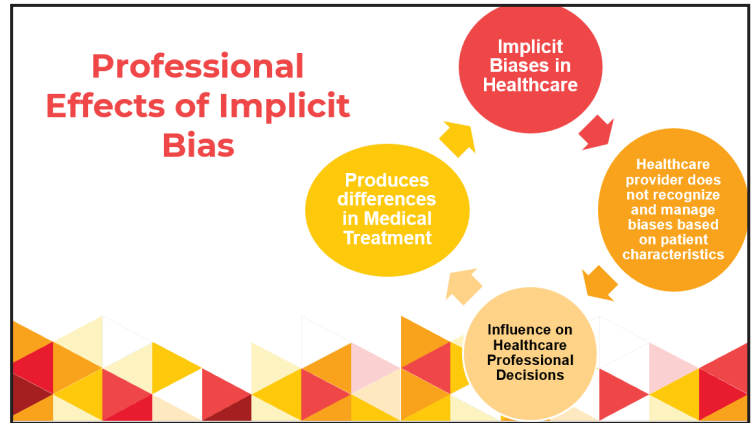 Professional
Effects of Implicit
Bias
Implicit
Biases in
Healthcare
Healthcare
provider does
not recognize
and manage
biases based
on patient
characteristics
Influence on
Healthcare
Professional
Decisions
Produces
differences
in Medical
Treatment